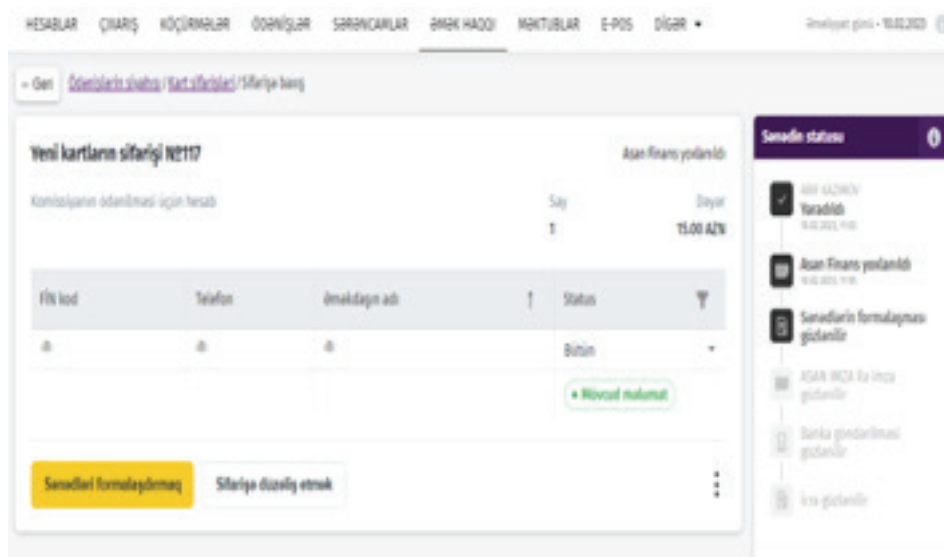 HESABLAR ÇIXARIŞ KÖÇÜRMƏLƏR ÖDƏNİŞLƏR SƏRƏNCAMLAR ƏMƏK HAQQI MƏKTUBLAR E-POS DİGƏR
Əməliyyat günü - 10.02.2023
Geri Ödənişlərin siyahısı / Kart sifarişləri / Sifarişə baxış
Yeni kartların sifarişi №117
Asan Finans yoxlanıldı
Komissiyanın ödənilməsi üçün hesab
Say Dəyər
1 15.00 AZN
FİN kod Telefon Əməkdaşın adı Status
Bütün
Mövcud məlumat
Sənədləri formalaşdırmaq Sifarişə düzəliş etmək
Sənədin statusu
Yaradıldı
Asan Finans yoxlanıldı
Sənədlərin formalaşması
gözlənilir
ASAN İMZA ilə imza
gözlənilir
Banka göndərilməsi
gözlənilir
İcra gözlənilir